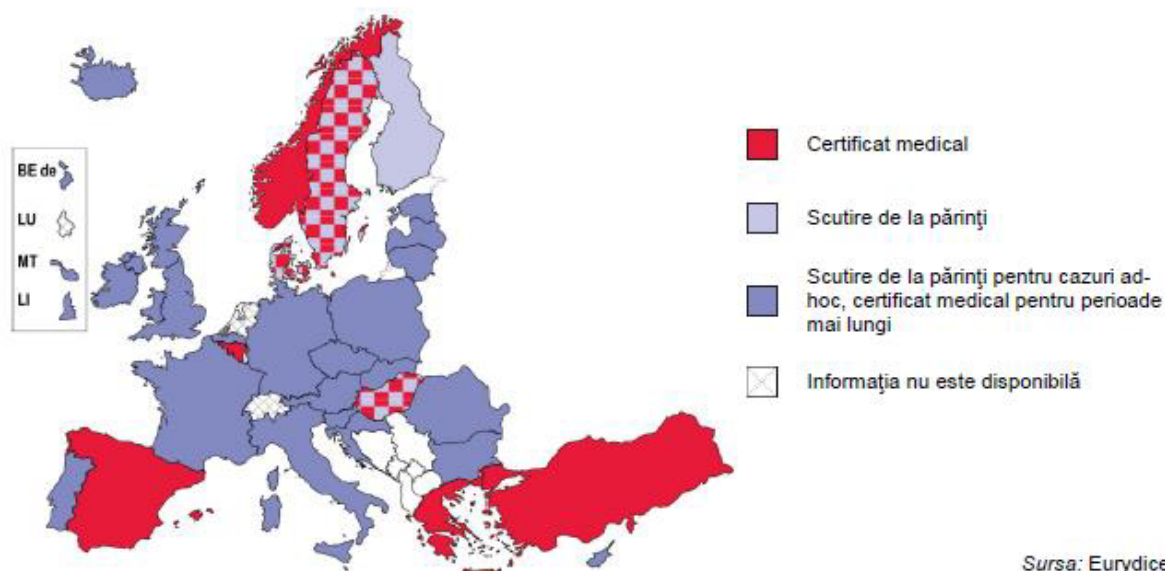 BE de
LU
MT
LI
Certificat medical
Scutire de la părinţi
Scutire de la părinţi pentru cazuri ad-
hoc, certificat medical pentru perioade
mai lungi
Informaţia nu este disponibilă
Sursa: Eurydice